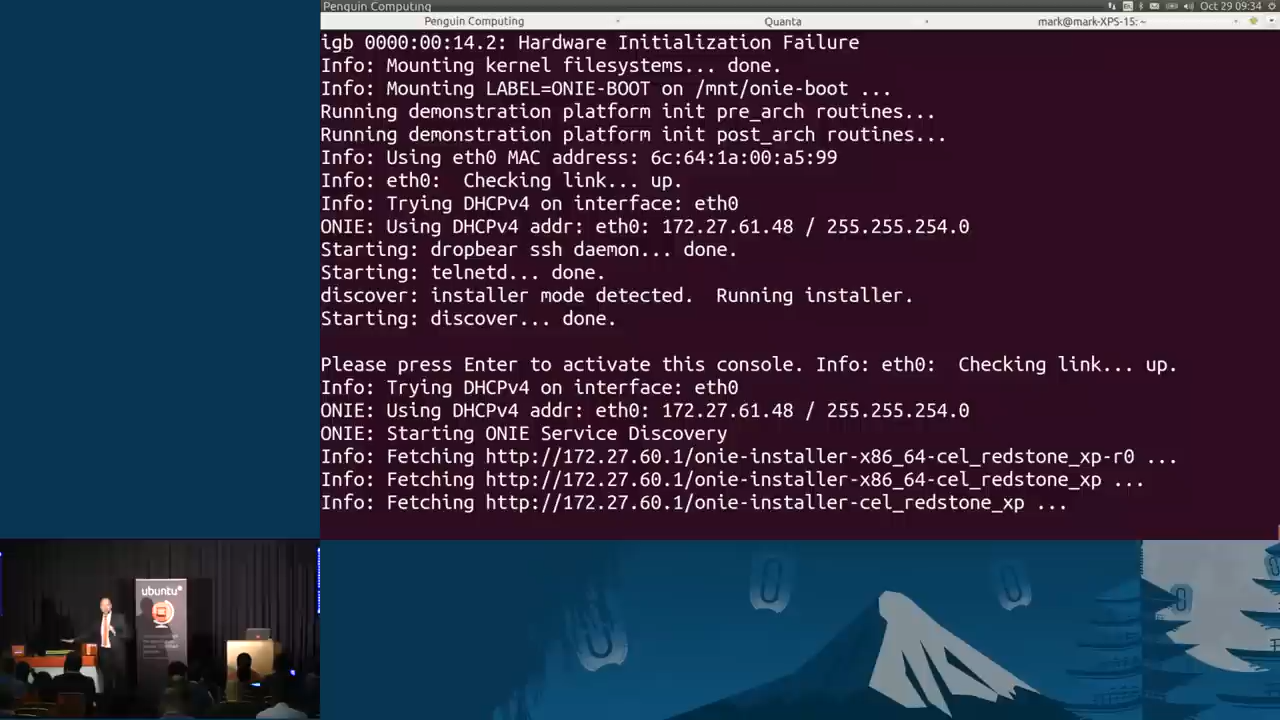 Penguin Computing
Oct 29 09:34
Penguin Computing
Quanta
mark@mark-XPS-15: ~
igb 0000:00:14.2: Hardware Initialization Failure
Info: Mounting kernel filesystems... done.
Info: Mounting LABEL=ONIE-BOOT on /mnt/onie-boot ...
Running demonstration platform init pre_arch routines...
Running demonstration platform init post_arch routines...
Info: Using eth0 MAC address: 6c:64:1a:00:a5:99
Info: eth0:  Checking link... up.
Info: Trying DHCPv4 on interface: eth0
ONIE: Using DHCPv4 addr: eth0: 172.27.61.48 / 255.255.254.0
Starting: dropbear ssh daemon... done.
Starting: telnetd... done.
discover: installer mode detected.  Running installer.
Starting: discover... done.
Please press Enter to activate this console. Info: eth0:  Checking link... up.
Info: Trying DHCPv4 on interface: eth0
ONIE: Using DHCPv4 addr: eth0: 172.27.61.48 / 255.255.254.0
ONIE: Starting ONIE Service Discovery
Info: Fetching http://172.27.60.1/onie-installer-x86_64-cel_redstone_xp-r0 ...
Info: Fetching http://172.27.60.1/onie-installer-x86_64-cel_redstone_xp ...
Info: Fetching http://172.27.60.1/onie-installer-cel_redstone_xp ...
ubuntu